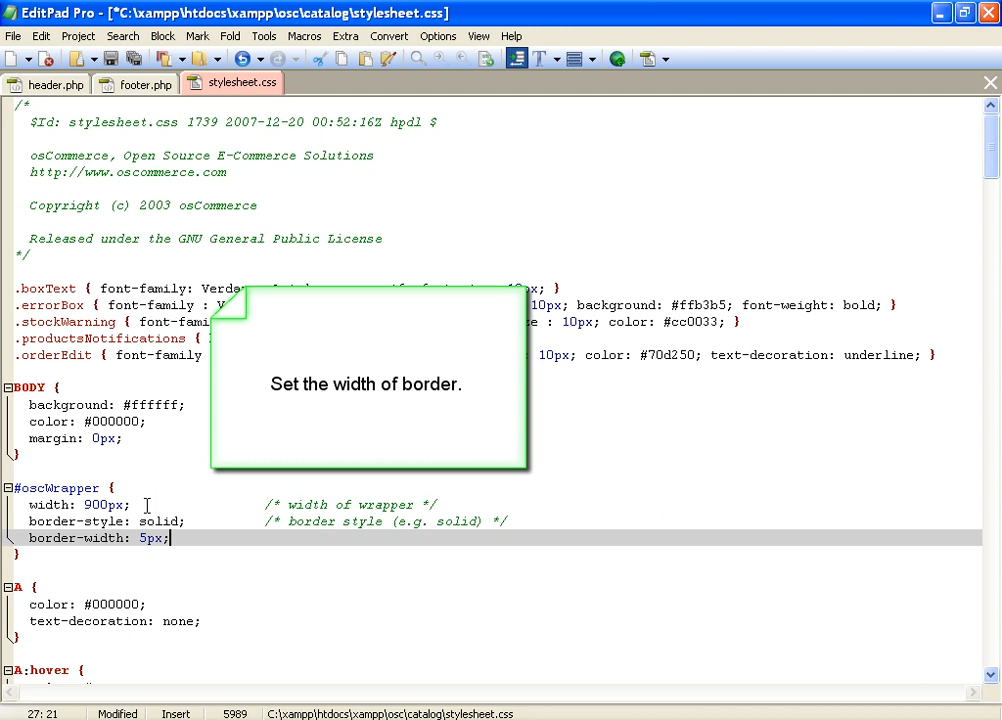 EditPad Pro - [*C:\xampp\htdocs\xampp\osc\catalog\stylesheet.css]
File Edit Project Search Block Mark Fold Tools Macros Extra Convert Options View Help
header.php footer.php stylesheet.css
/*
$Id: stylesheet.css 1739 2007-12-20 00:52:16Z hpdl $
osCommerce, Open Source E-Commerce Solutions
http://www.oscommerce.com
Copyright (c) 2003 osCommerce
Released under the GNU General Public License
*/
.boxText { font-family: 10px; }
.errorBox { font-family : 10px; background: #ffb3b5; font-weight: bold; }
.stockWarning { : 10px; color: #cc0033; }
.productsNotifications {
.orderEdit { font-family 10px; color: #70d250; text-decoration: underline; }
BODY {
background: #ffffff;
color: #000000;
margin: 0px;
}
Set the width of border.
#oscWrapper {
width: 900px; /* width of wrapper */
border-style: solid; /* border style (e.g. solid) */
border-width: 5px;
}
A {
color: #000000;
text-decoration: none;
}
A:hover {
27: 21 Modified Insert 5989 C:\xampp\htdocs\xampp\osc\catalog\stylesheet.css